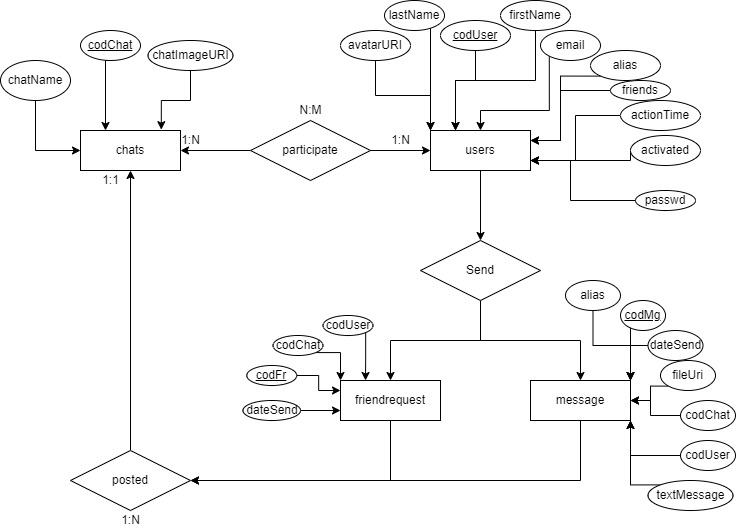 lastName
firstName
codUser
avatarURI
email
codChat
chatImageURI
chatName
alias
friends
actionTime
activated
passwd
N:M
chats
1:N
participate
1:N
users
1:1
Send
alias
codMg
codUser
codChat
dateSend
codFr
fileUri
dateSend
friendrequest
message
codChat
codUser
posted
textMessage
1:N